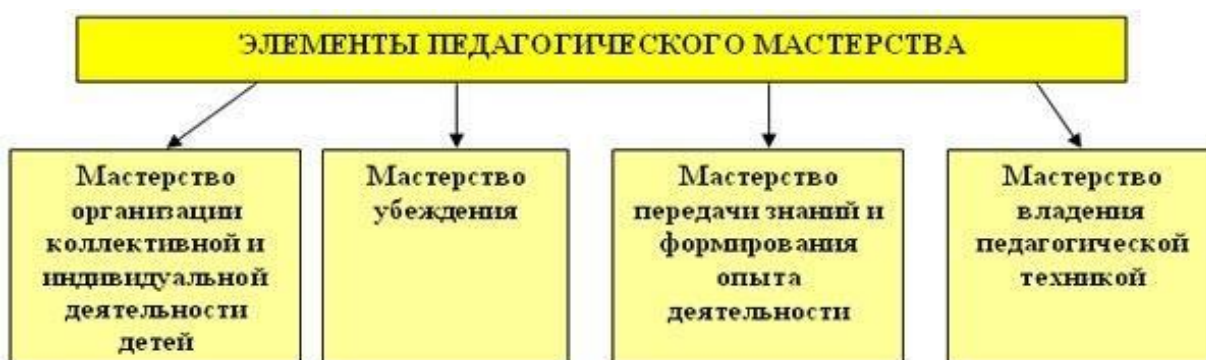 ЭЛЕМЕНТЫ ПЕДАГОГИЧЕСКОГО МАСТЕРСТВА
Мастерство
организации
коллективной и
индивидуальной
деятельности
детей
Мастерство
убеждения
Мастерство
передачи знаний и
формирования
опыта
деятельности
Мастерство
владения
педагогической
техникой